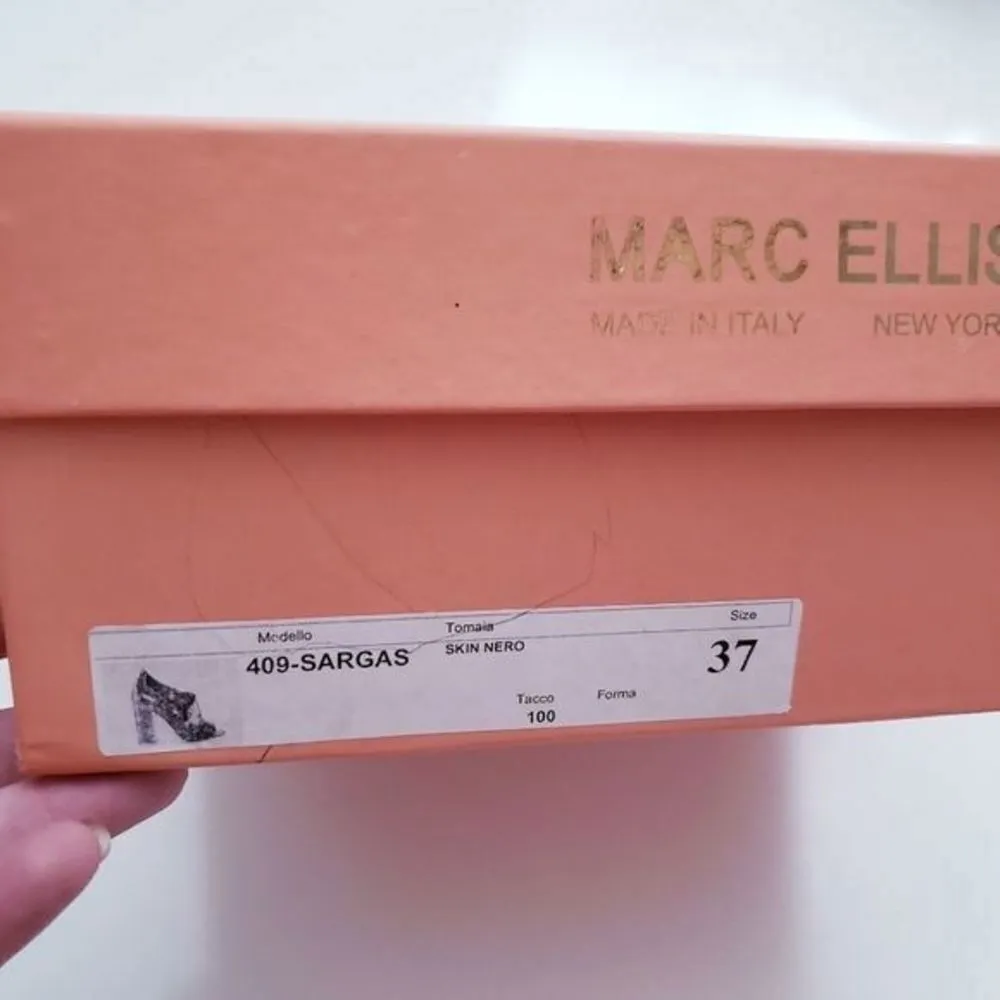 MARC ELLIS
MADE IN ITALY NEW YOR
Modello Tomaia Size
409-SARGAS SKIN NERO 37
Tacco Forma
100